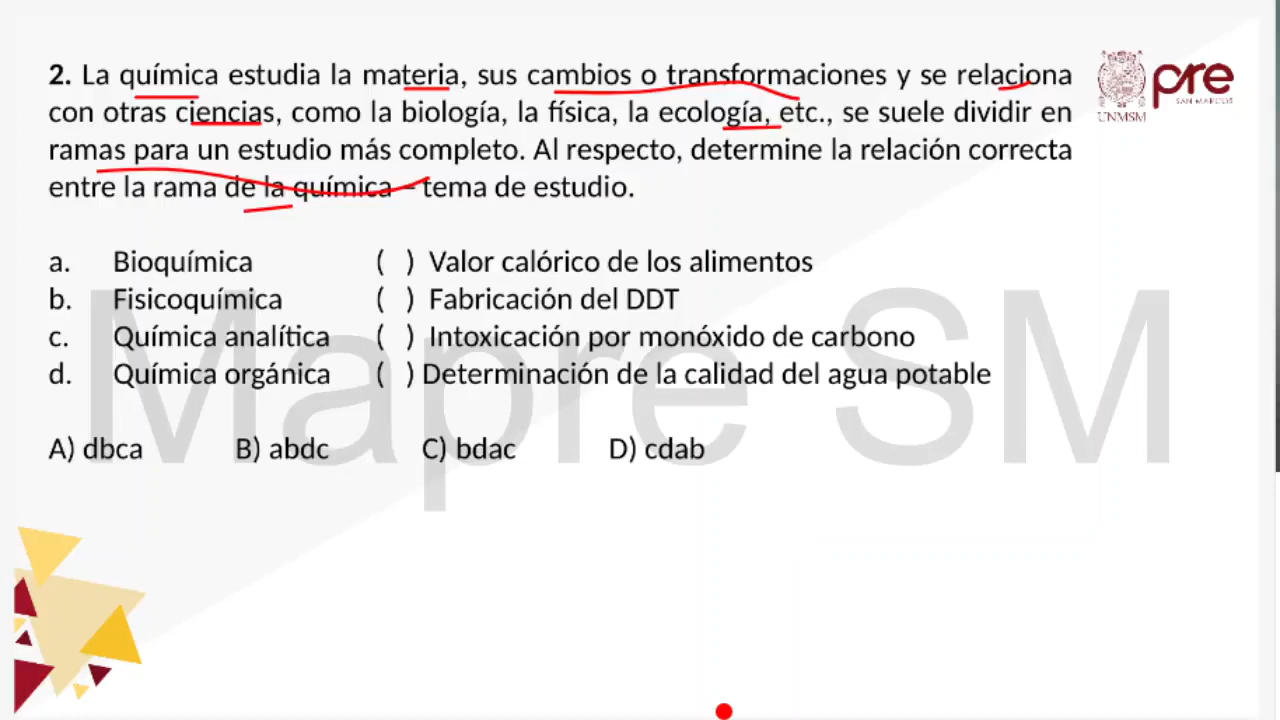 2. La química estudia la materia, sus cambios o transformaciones y se relaciona
con otras ciencias, como la biología, la física, la ecología, etc., se suele dividir en
ramas para un estudio más completo. Al respecto, determine la relación correcta
entre la rama de la química – tema de estudio.
pre
SAN MARCOS
UNMSM
a. Bioquímica ( ) Valor calórico de los alimentos
b. Fisicoquímica ( ) Fabricación del DDT
c. Química analítica ( ) Intoxicación por monóxido de carbono
d. Química orgánica ( ) Determinación de la calidad del agua potable
Mapre SM
A) dbca B) abdc C) bdac D) cdab